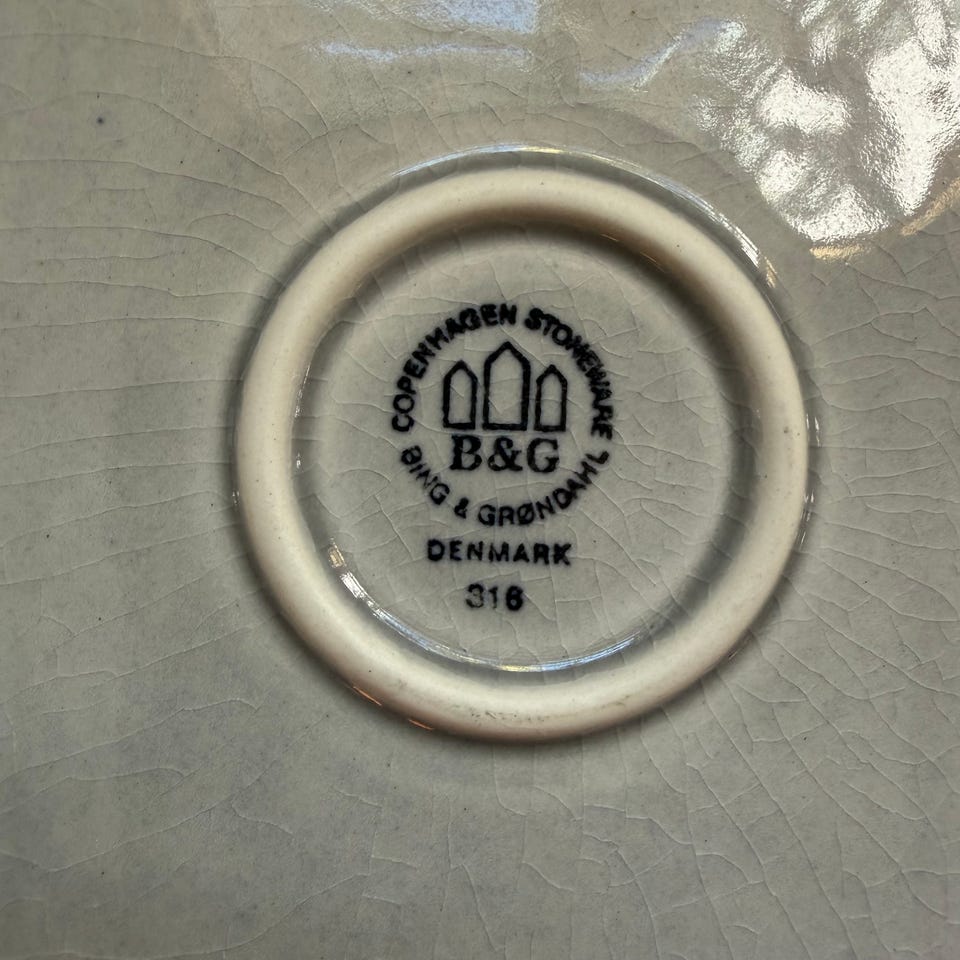 COPENHAGEN STONEWARE
B&G
BING & GRØNDAHL
DENMARK
316